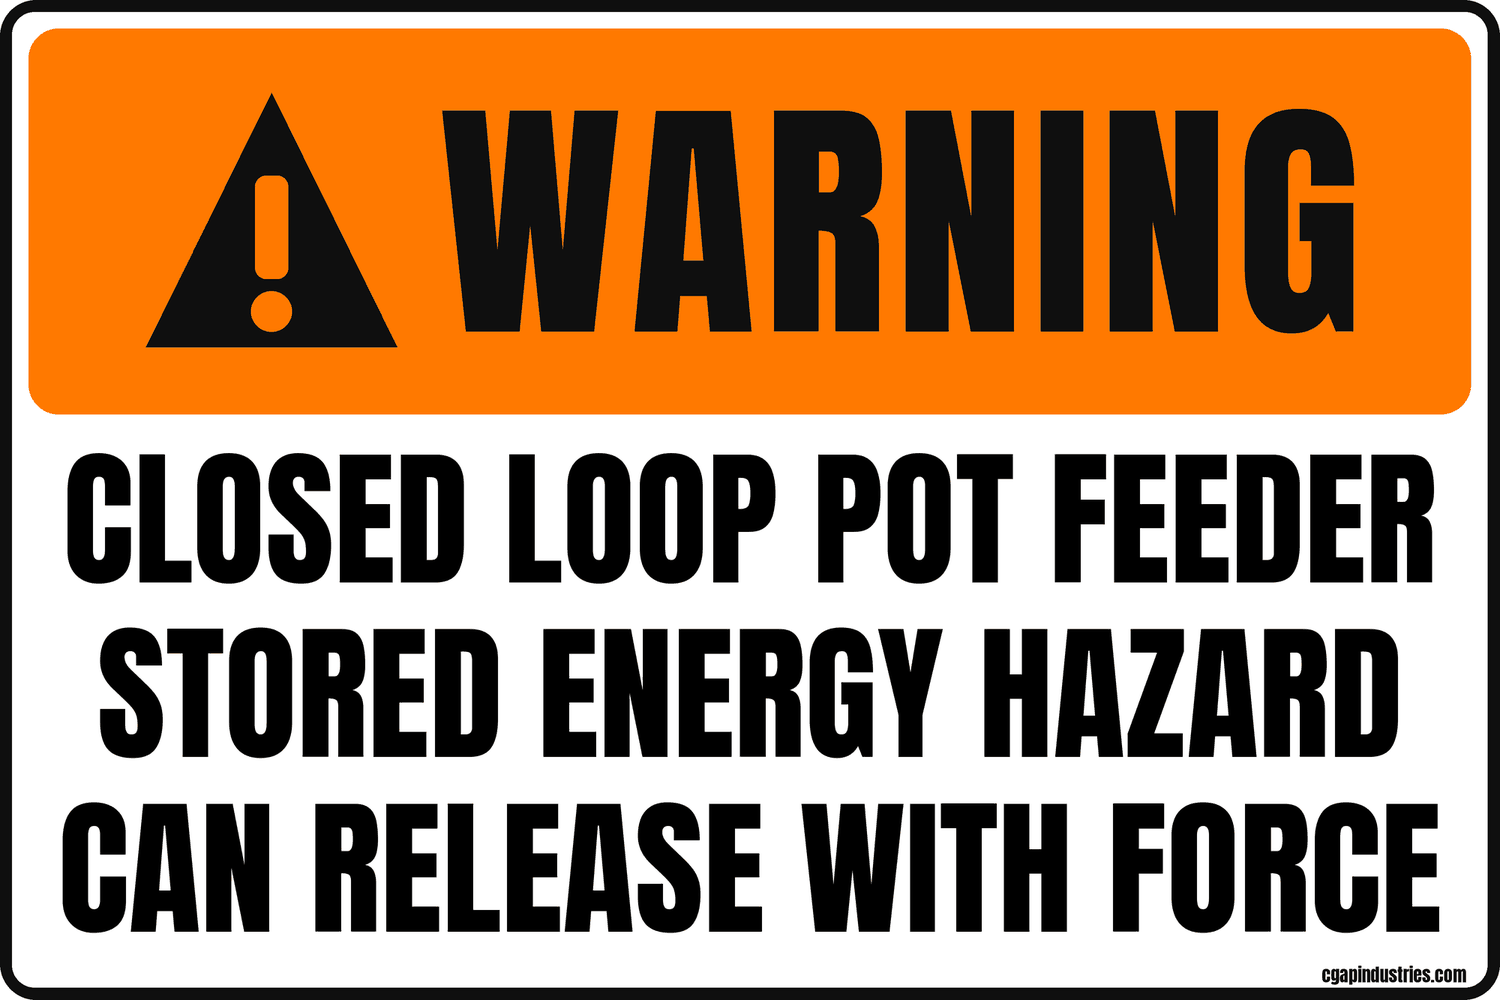 WARNING
CLOSED LOOP POT FEEDER
STORED ENERGY HAZARD
CAN RELEASE WITH FORCE
cgapindustries.com